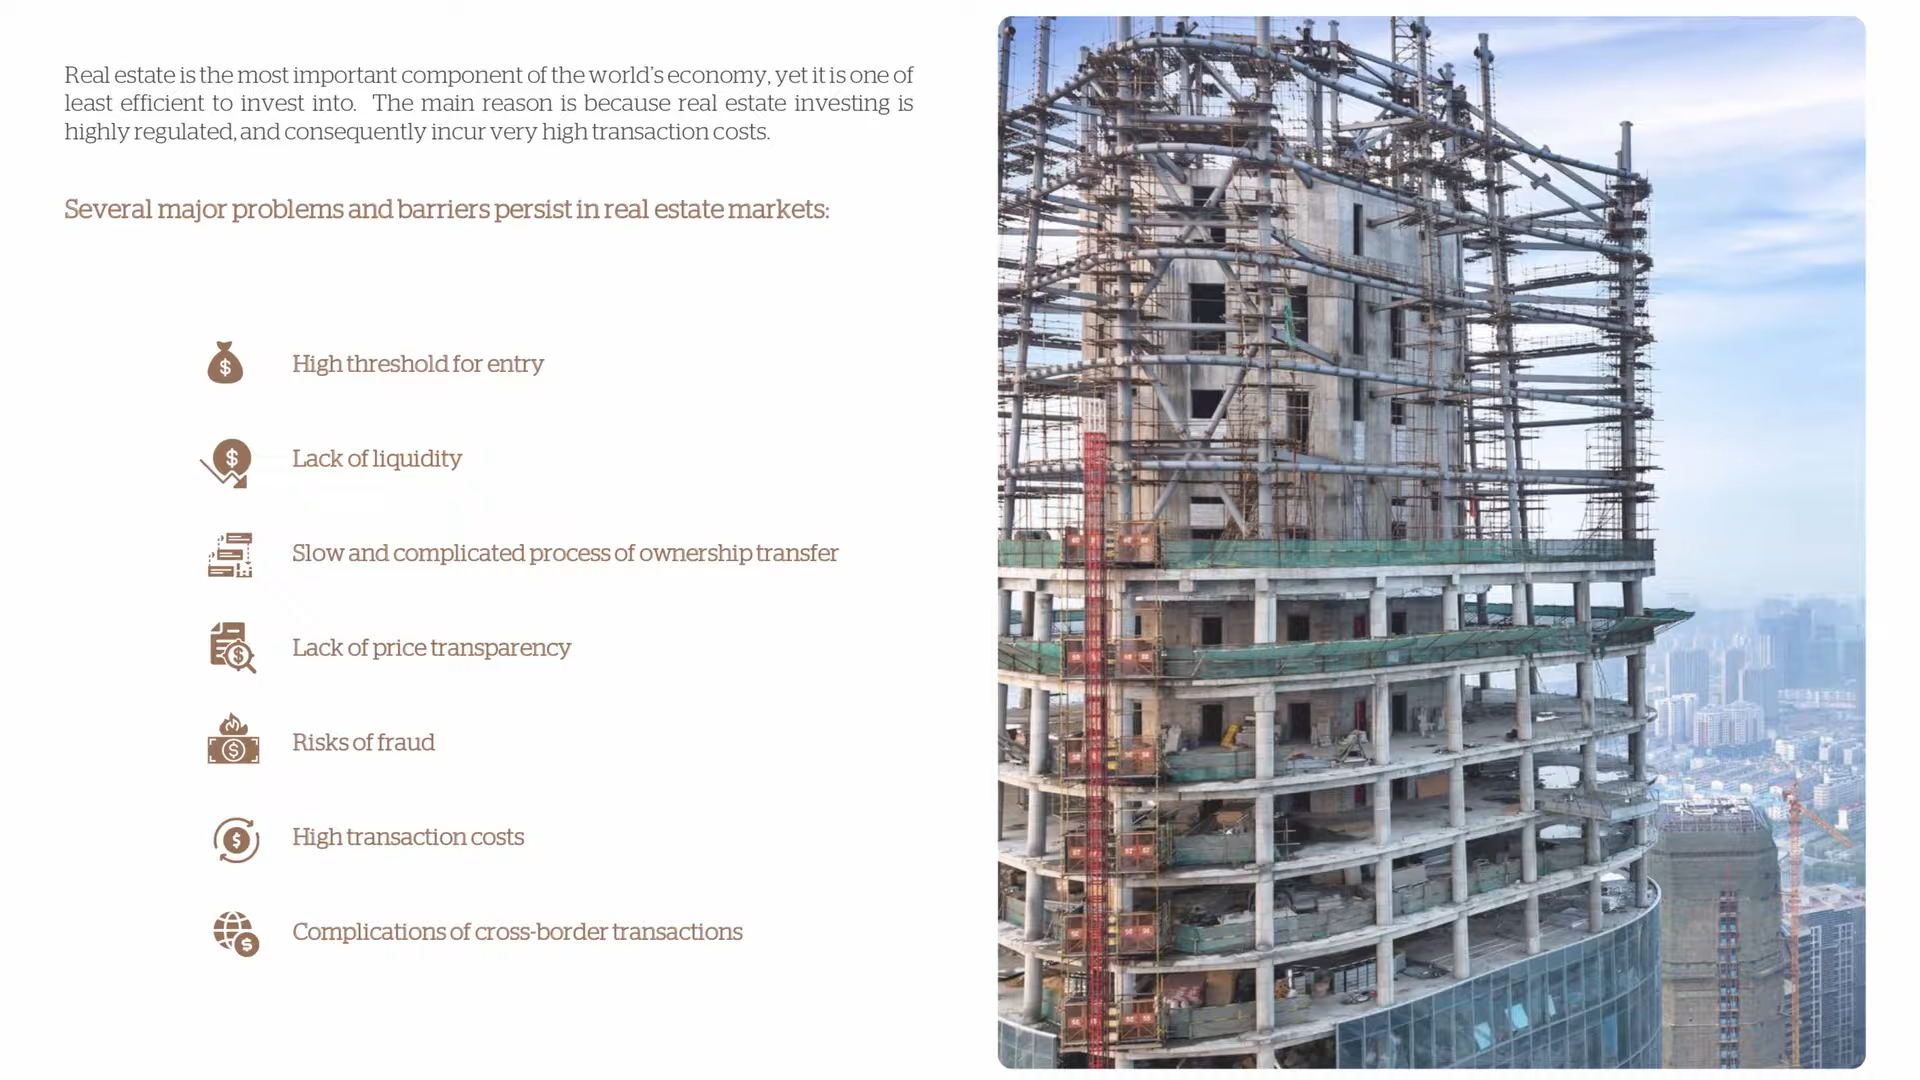 Real estate is the most important component of the world's economy, yet it is one of
least efficient to invest into. The main reason is because real estate investing is
highly regulated, and consequently incur very high transaction costs.
Several major problems and barriers persist in real estate markets:
High threshold for entry
Lack of liquidity
Slow and complicated process of ownership transfer
Lack of price transparency
Risks of fraud
High transaction costs
Complications of cross-border transactions